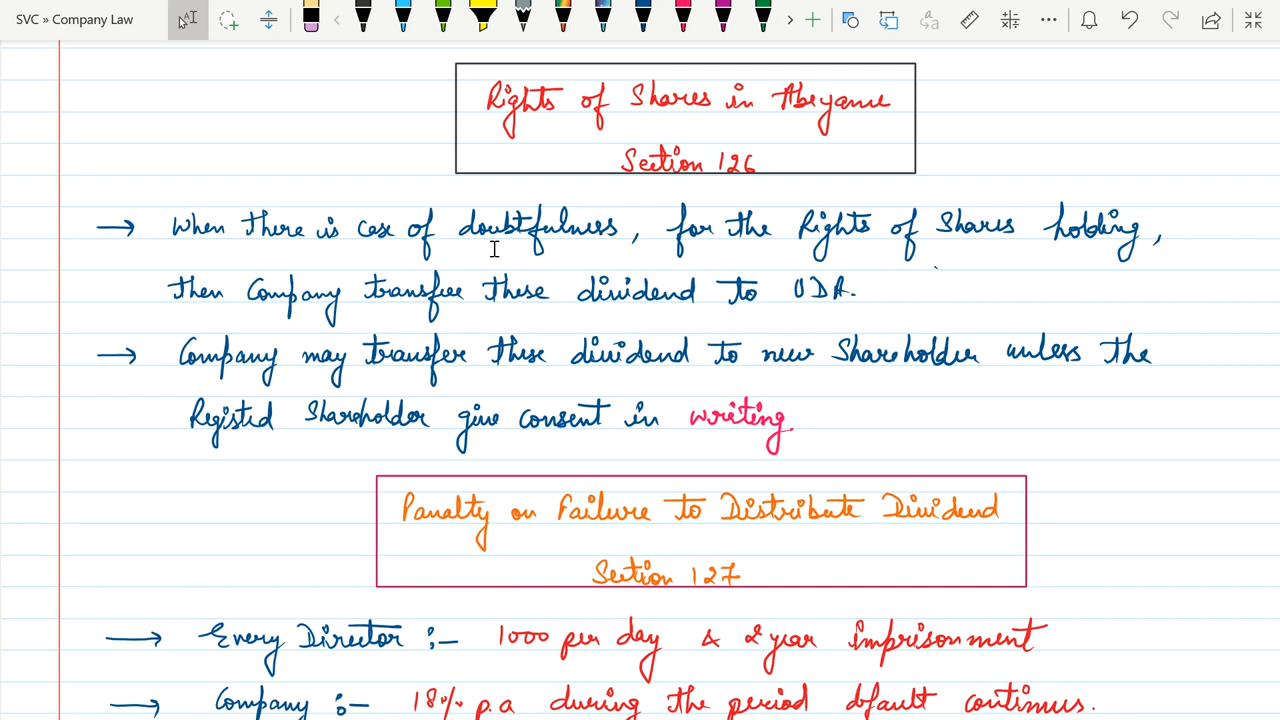 SVC » Company Law
Rights of Shares in Abeyance
Section 126
→ When there is case of doubtfulness, for the Rights of Shares holding,
then Company transfer these dividend to UDA.
→ Company may transfer these dividend to new Shareholder unless the
Registed Shareholder give consent in writing.
Panalty on Failure to Distribute Dividend
Section 127
→ Every Director :- 1000 per day & 2 year imprisonment
→ Company :- 18% p.a during the period dfault continus.